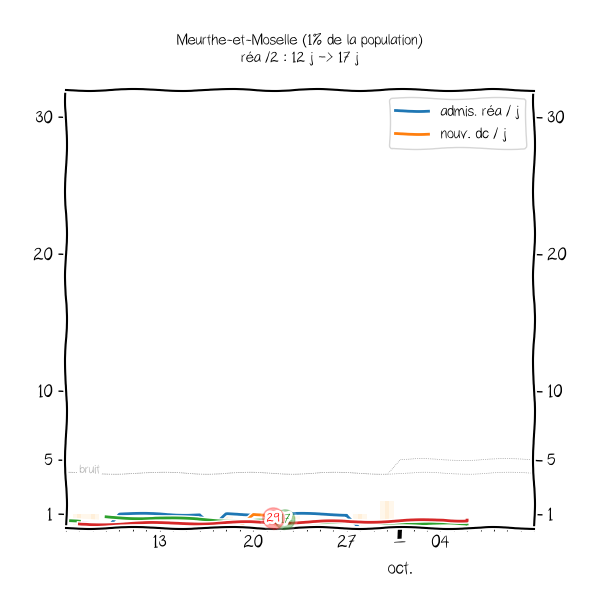 Meurthe-et-Moselle (1% de la population)
réa /2 : 12 j -> 17 j
admis. réa / j
nouv. dc / j
30
30
20
20
10
10
5
5
bruit
1
1
29
7
13
20
27
04
oct.